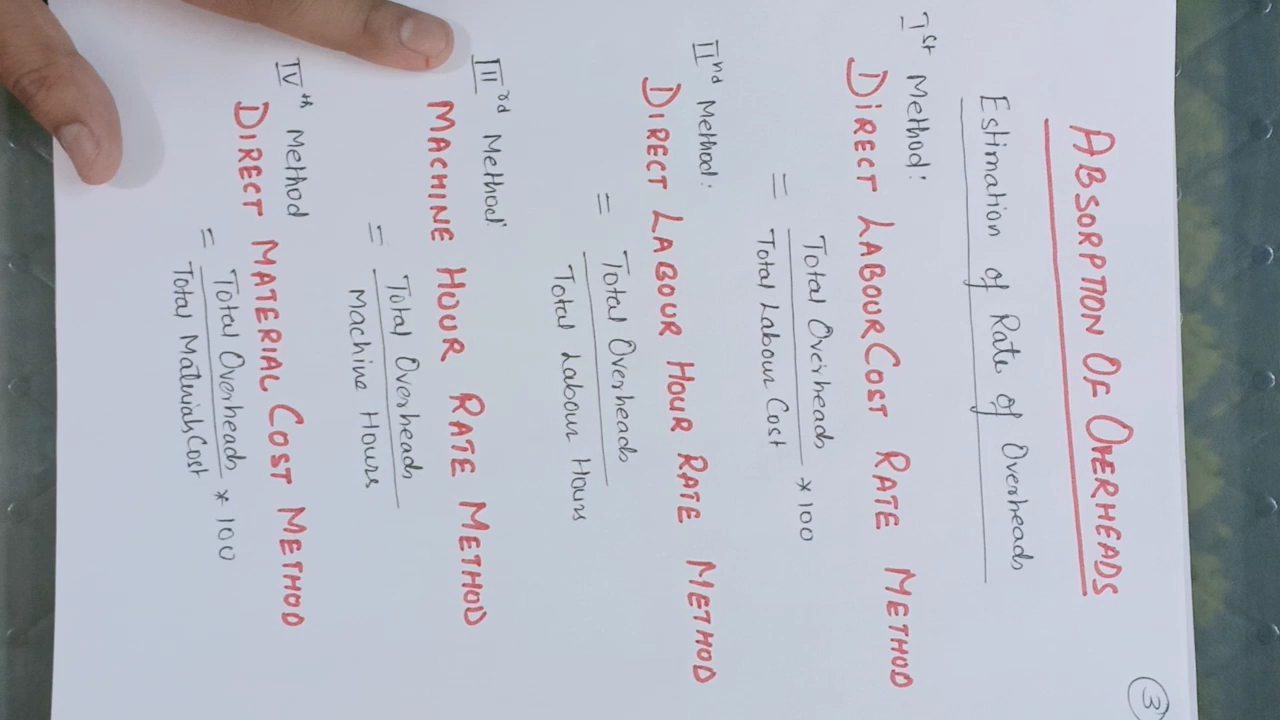 3
ABSORPTION OF OVERHEADS
Estimation of Rate of Overheads
Ist Method:
DIRECT LABOUR COST RATE METHOD
= Total Overheads * 100
Total Labour Cost
IInd Method:
DIRECT LABOUR HOUR RATE METHOD
= Total Overheads
Total Labour Hours
IIIrd Method:
MACHINE HOUR RATE METHOD
= Total Overheads
Machine Hours
IVth Method
DIRECT MATERIAL COST METHOD
= Total Overheads * 100
Total Materials Cost